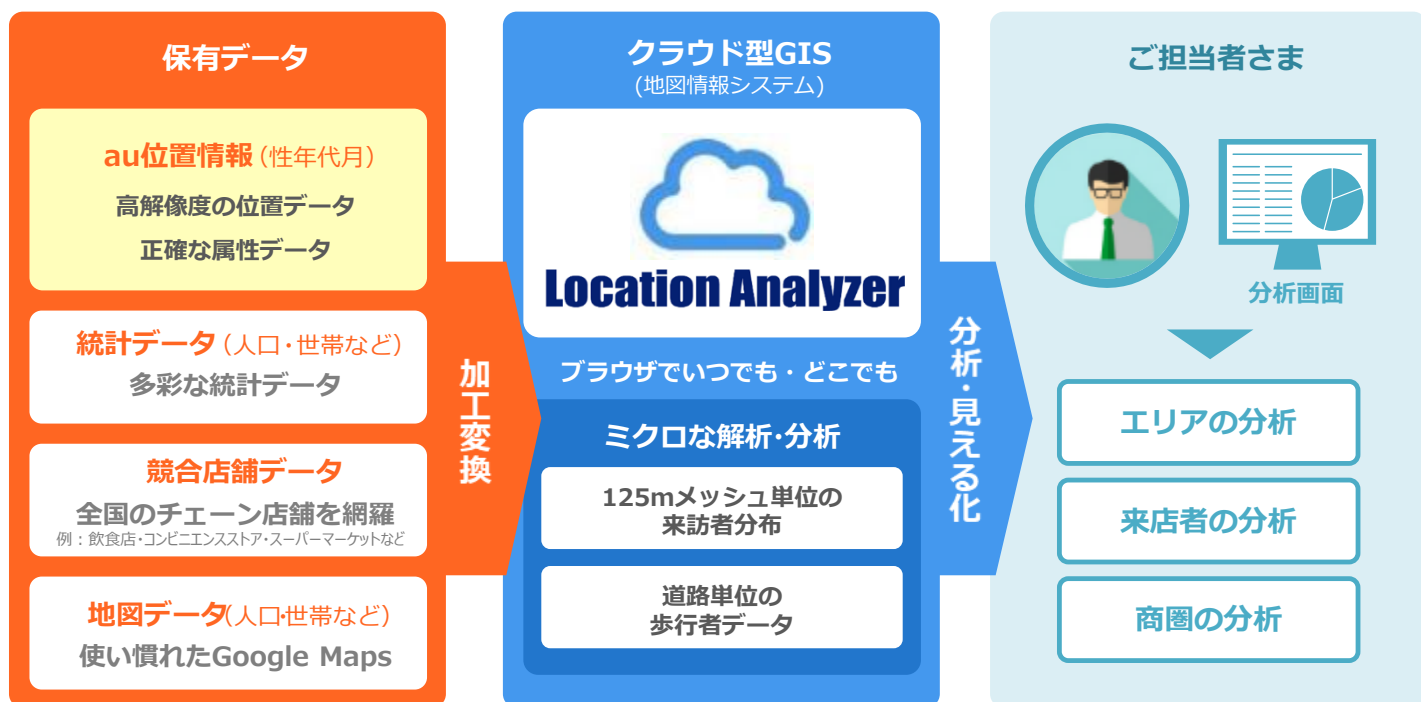 保有データ
au位置情報（性年代月）
高解像度の位置データ
正確な属性データ
統計データ（人口・世帯など）
多彩な統計データ
競合店舗データ
全国のチェーン店舗を網羅
例：飲食店・コンビニエンスストア・スーパーマーケットなど
地図データ(人口・世帯など)
使い慣れたGoogle Maps
加工変換
クラウド型GIS
(地図情報システム)
Location Analyzer
ブラウザでいつでも・どこでも
ミクロな解析・分析
125mメッシュ単位の
来訪者分布
道路単位の
歩行者データ
分析・見える化
ご担当者さま
分析画面
エリアの分析
来店者の分析
商圏の分析